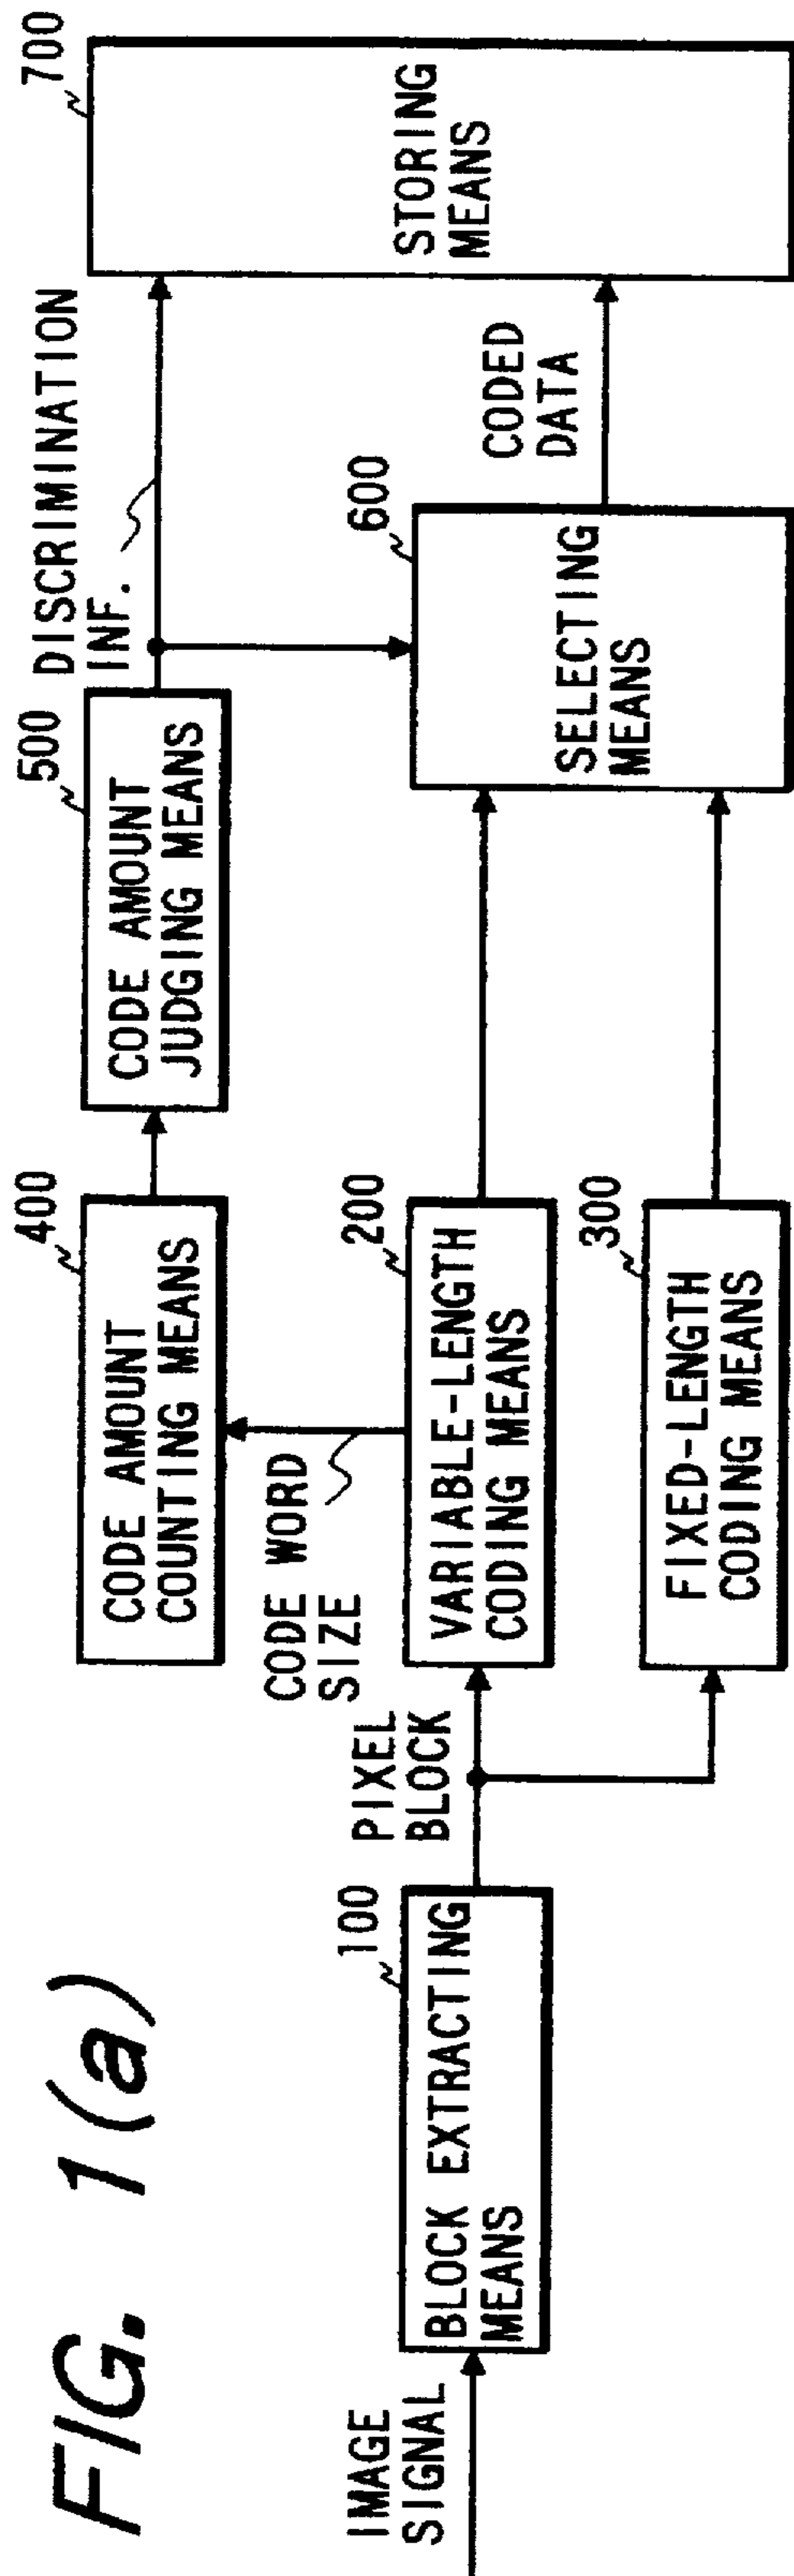 FIG. 1(a)
IMAGE
SIGNAL
100
BLOCK EXTRACTING
MEANS
PIXEL
BLOCK
CODE WORD
SIZE
400
CODE AMOUNT
COUNTING MEANS
200
VARIABLE-LENGTH
CODING MEANS
300
FIXED-LENGTH
CODING MEANS
500
CODE AMOUNT
JUDGING MEANS
DISCRIMINATION
INF.
600
SELECTING
MEANS
CODED
DATA
700
STORING
MEANS